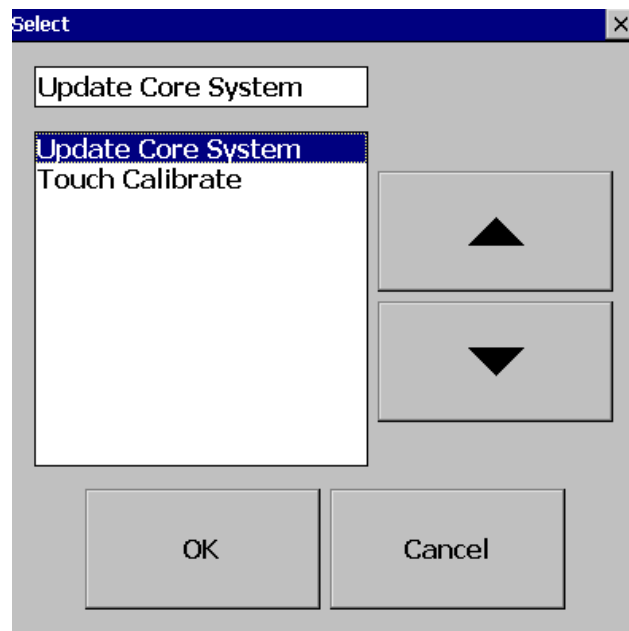 Select
Update Core System
Update Core System
Touch Calibrate
OK
Cancel